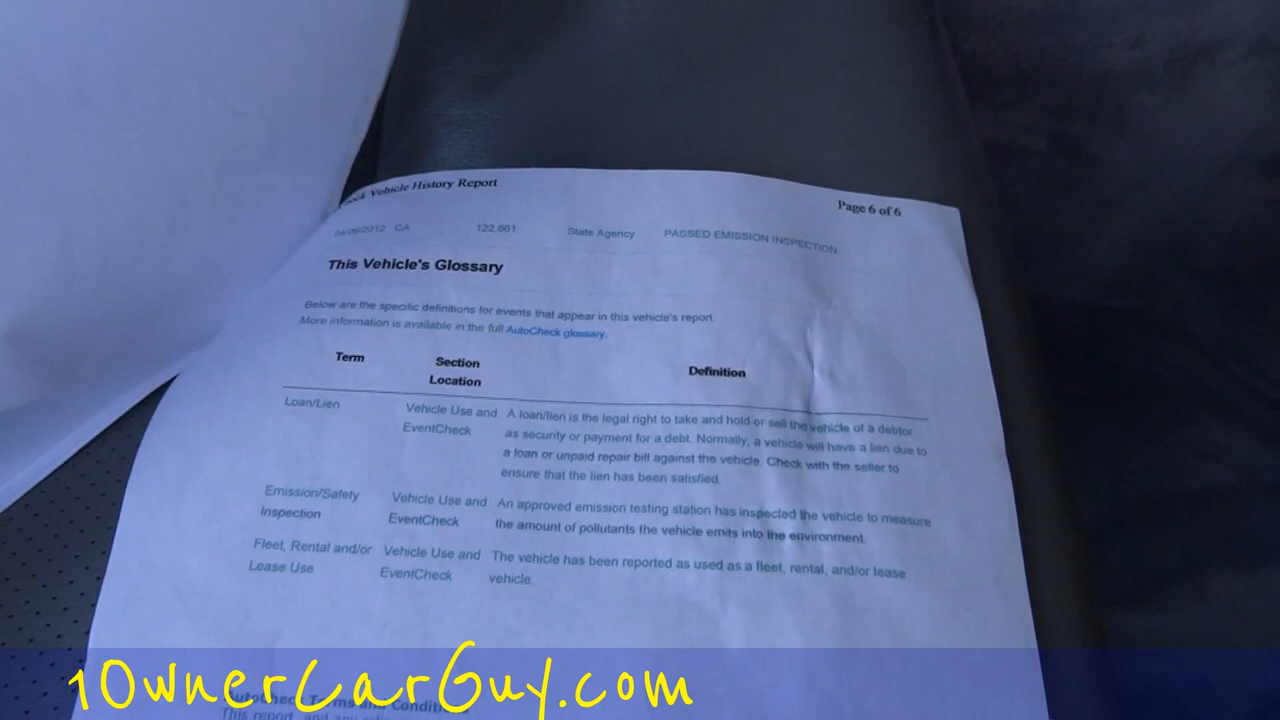 Vehicle History Report
Page 6 of 6
CA 122,861 State Agency PASSED EMISSION INSPECTION
This Vehicle's Glossary
Below are the specific definitions for events that appear in this vehicle's report.
More information is available in the full AutoCheck glossary.
Term Section Location Definition
Loan/Lien Vehicle Use and A loan/lien is the legal right to take and hold or sell the vehicle of a debtor
EventCheck as security or payment for a debt. Normally, a vehicle will have a lien due to
a loan or unpaid repair bill against the vehicle. Check with the seller to
ensure that the lien has been satisfied.
Emission/Safety Vehicle Use and An approved emission testing station has inspected the vehicle to measure
Inspection EventCheck the amount of pollutants the vehicle emits into the environment.
Fleet, Rental and/or Vehicle Use and The vehicle has been reported as used as a fleet, rental, and/or lease
Lease Use EventCheck vehicle.
AutoCheck Terms and Conditions
This report, and any
1OwnerCarGuy.com